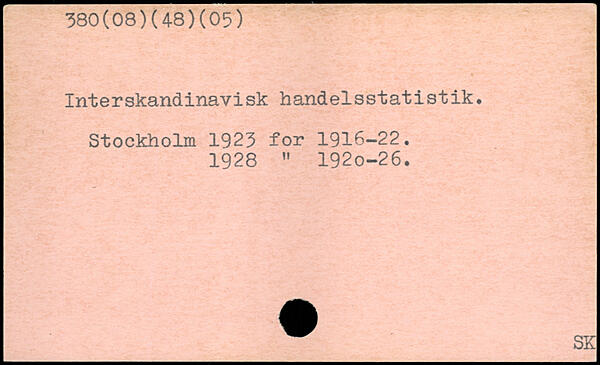 380(08)(48)(05)
Interskandinavisk handelsstatistik.
Stockholm 1923 for 1916-22.
1928 " 192o-26.
SK